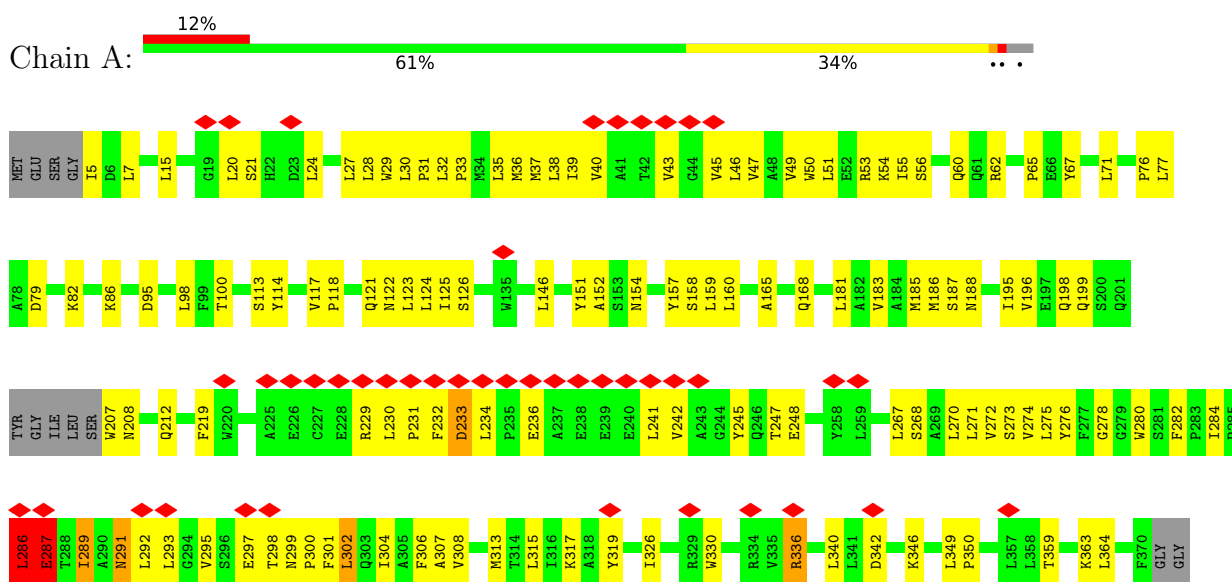 12%
Chain A:
61% 34% •• •
MET GLU SER GLY I5 D6 L7 L15 G19 L20 S21 H22 D23 L24 L27 L28 W29 L30 P31 L32 P33 M34 L35 M36 M37 L38 I39 V40 A41 T42 V43 G44 V45 L46 V47 A48 V49 W50 L51 E52 R53 K54 I55 S56 Q60 Q61 R62 P65 E66 Y67 L71 P76 L77
A78 D79 K82 K86 D95 L98 F99 T100 S113 Y114 V117 P118 Q121 N122 L123 L124 I125 S126 W135 L146 Y151 A152 S153 N154 Y157 S158 L159 L160 A165 Q168 L181 A182 V183 A184 M185 M186 S187 N188 I195 V196 E197 Q198 Q199 S200 Q201
TYR GLY ILE LEU SER W207 N208 Q212 F219 W220 A225 E226 C227 E228 R229 L230 P231 F232 D233 L234 P235 E236 A237 E238 E239 E240 L241 V242 A243 G244 Y245 Q246 T247 E248 Y258 L259 L267 S268 A269 L270 L271 V272 S273 V274 L275 Y276 F277 G278 G279 W280 S281 F282 P283 I284
L286 E287 T288 I289 A290 N291 L292 L293 G294 V295 S296 E297 T298 N299 P300 F301 L302 Q303 I304 A305 F306 A307 V308 M313 T314 L315 I316 K317 A318 Y319 I326 R329 W330 R334 V335 R336 L340 L341 D342 K346 L349 P350 L357 L358 T359 K363 L364 F370 GLY GLY